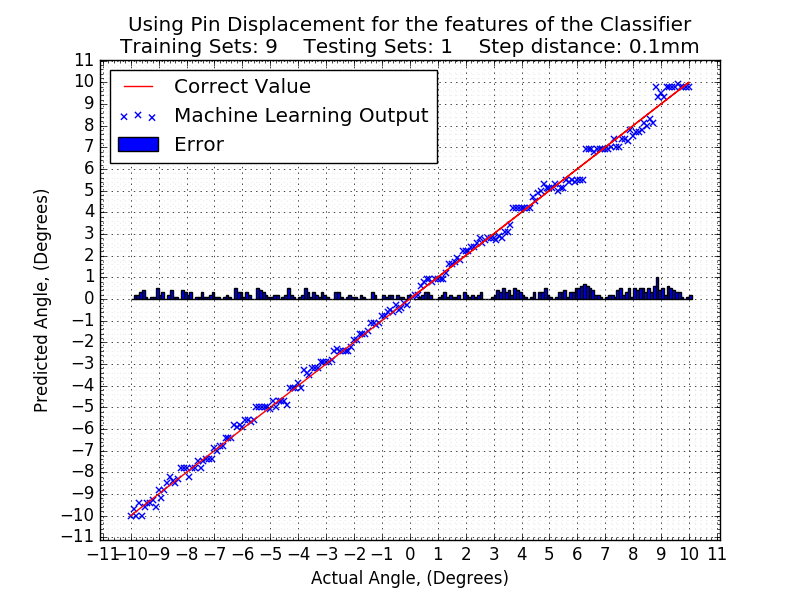 Using Pin Displacement for the features of the Classifier
Training Sets: 9 Testing Sets: 1 Step distance: 0.1mm
11
10
9
8
7
6
5
4
3
2
1
0
−1
−2
−3
−4
−5
−6
−7
−8
−9
−10
−11
Correct Value
Machine Learning Output
Error
Predicted Angle, (Degrees)
−11 −10 −9 −8 −7 −6 −5 −4 −3 −2 −1 0 1 2 3 4 5 6 7 8 9 10 11
Actual Angle, (Degrees)